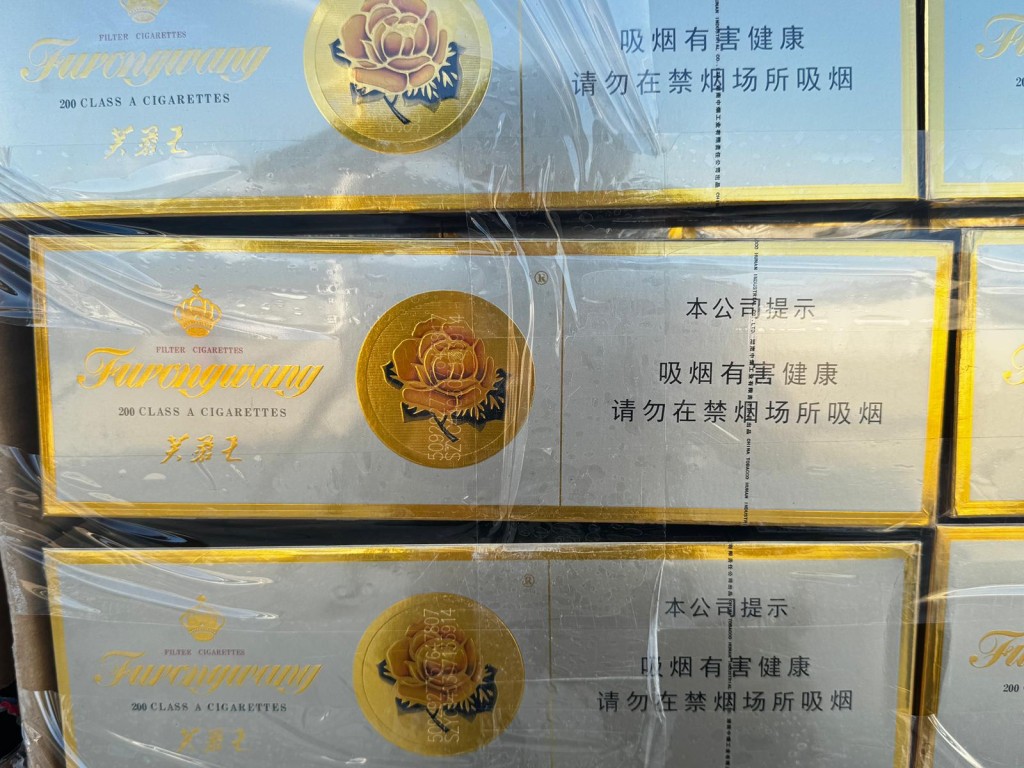 FILTER CIGARETTES
Furongwang
200 CLASS A CIGARETTES
芙蓉王
吸烟有害健康
请勿在禁烟场所吸烟
FILTER CIGARETTES
Furongwang
200 CLASS A CIGARETTES
芙蓉王
®
本公司提示
吸烟有害健康
请勿在禁烟场所吸烟
FILTER CIGARETTES
Furongwang
200 CLASS A CIGARETTES
芙蓉王
®
本公司提示
吸烟有害健康
请勿在禁烟场所吸烟
200